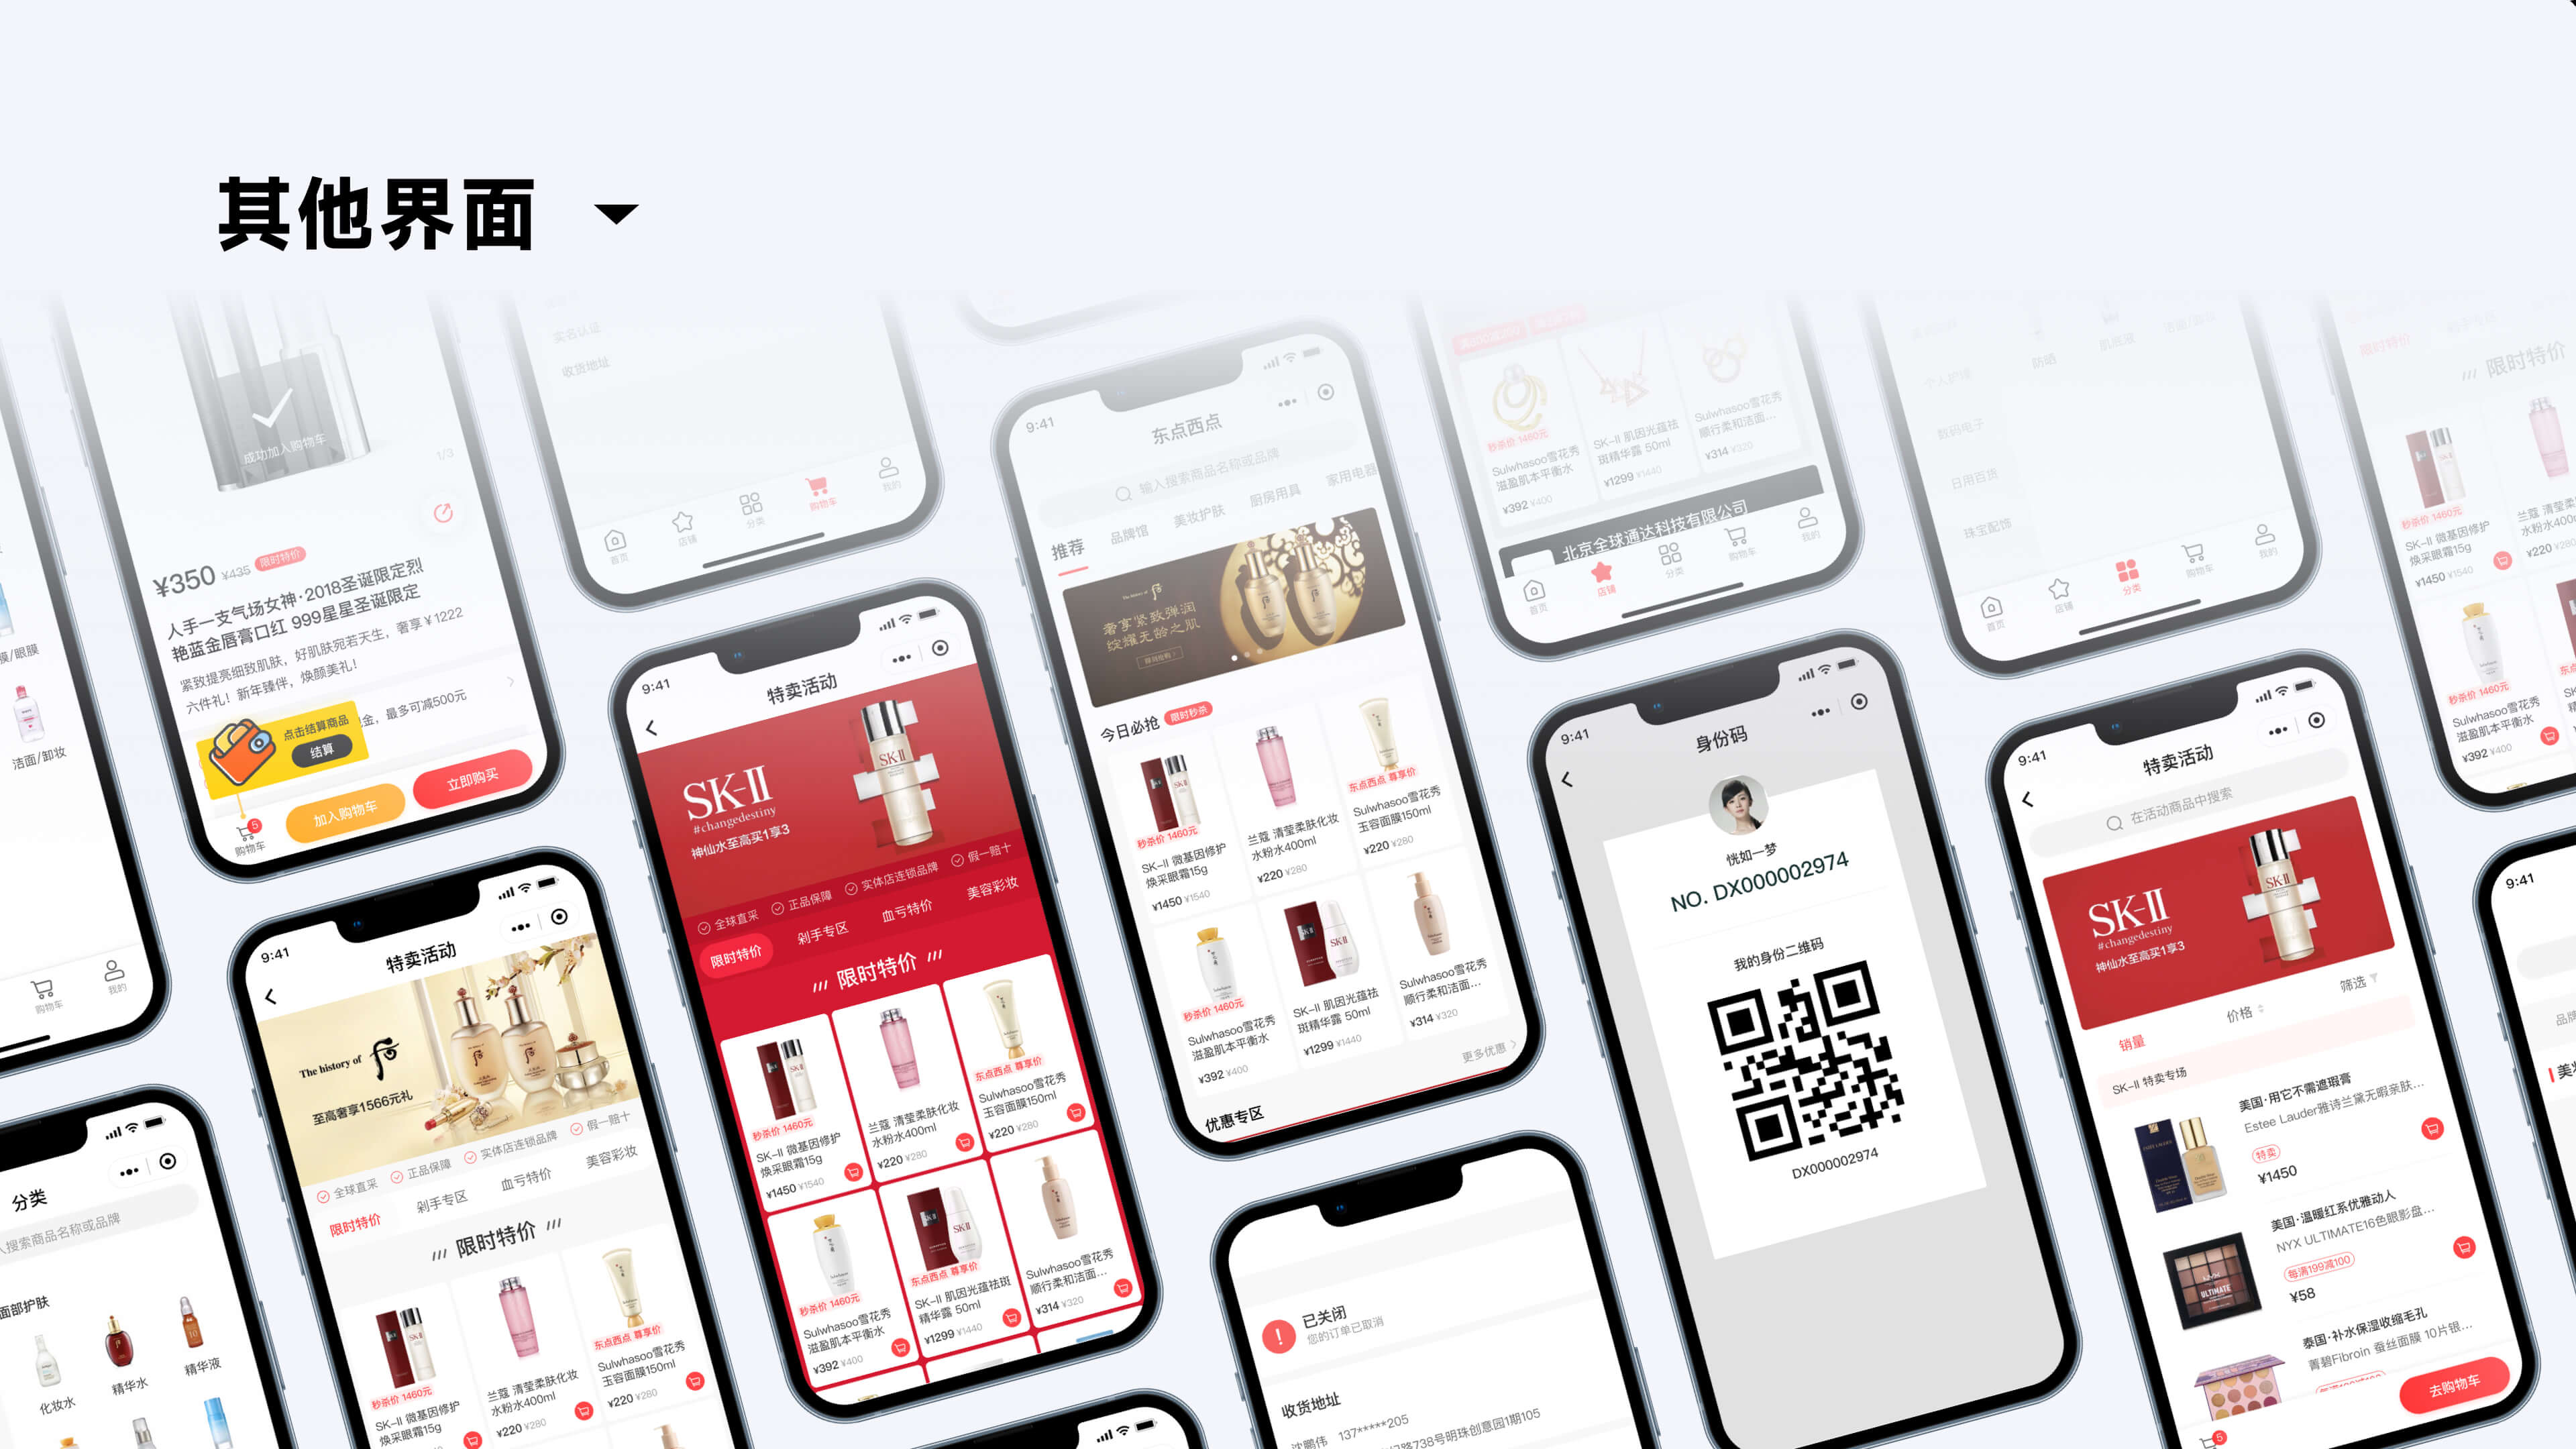 其他界面
成功加入购物车
1/3
¥350 ¥435 限时特价
人手一支气场女神·2018圣诞限定烈
艳蓝金唇膏口红 999星星圣诞限定
紧致提亮细致肌肤，好肌肤宛若天生，奢享￥1222
六件礼！新年臻伴，焕颜美礼！
金，最多可减500元
点击结算商品
结算
5
购物车
加入购物车
立即购买
膜/眼膜
洁面/卸妆
购物车
我的
分类
入搜索商品名称或品牌
面部护肤
化妆水
精华水
精华液
实名认证
收货地址
首页
店铺
分类
购物车
我的
9:41
特卖活动
The history of
至高奢享1566元礼
全球直采
正品保障
实体店连锁品牌
假一赔十
限时特价
剁手专区
血亏特价
美容彩妆
限时特价
秒杀价 1460元
SK-II 微基因修护
焕采眼霜15g
兰蔻 清莹柔肤化妆
水粉水400ml
¥220 ¥280
东点西点 尊享价
Sulwhasoo雪花秀
玉容面膜150ml
¥220 ¥280
9:41
特卖活动
SK-II
#changedestiny
神仙水至高买1享3
SK-II
全球直采
正品保障
实体店连锁品牌
假一赔十
限时特价
剁手专区
血亏特价
美容彩妆
限时特价
秒杀价 1460元
SK-II 微基因修护
焕采眼霜15g
¥1450 ¥1540
兰蔻 清莹柔肤化妆
水粉水400ml
¥220 ¥280
东点西点 尊享价
Sulwhasoo雪花秀
玉容面膜150ml
¥220 ¥280
秒杀价 1460元
Sulwhasoo雪花秀
滋盈肌本平衡水
¥392 ¥400
东点西点 尊享价
SK-II 肌因光蕴祛斑
精华露 50ml
¥1299 ¥1440
Sulwhasoo雪花秀
顺行柔和洁面...
¥314 ¥320
9:41
东点西点
输入搜索商品名称或品牌
推荐
品牌馆
美妆护肤
厨房用具
家用电器
The history of
奢享紧致弹润
绽耀无龄之肌
今日必抢 限时秒杀
秒杀价 1460元
SK-II 微基因修护
焕采眼霜15g
¥1450 ¥1540
兰蔻 清莹柔肤化妆
水粉水400ml
¥220 ¥280
东点西点 尊享价
Sulwhasoo雪花秀
玉容面膜150ml
¥220 ¥280
秒杀价 1460元
Sulwhasoo雪花秀
滋盈肌本平衡水
¥392 ¥400
SK-II 肌因光蕴祛
斑精华露 50ml
¥1299 ¥1440
Sulwhasoo雪花秀
顺行柔和洁面...
¥314 ¥320
更多优惠
优惠专区
已关闭
您的订单已取消
收货地址
沈鹏伟 137*****205
路738号明珠创意园1期105
秒杀价 1460元
Sulwhasoo雪花秀
滋盈肌本平衡水
¥392 ¥400
SK-II 肌因光蕴祛
斑精华露 50ml
¥1299 ¥1440
Sulwhasoo雪花秀
顺行柔和洁面...
¥314 ¥320
北京全球通达科技有限公司
首页
店铺
分类
购物车
我的
9:41
身份码
恍如一梦
NO. DX000002974
我的身份二维码
DX000002974
个人护理
数码电子
日用百货
珠宝配饰
防晒
肌底液
首页
店铺
分类
购物车
我的
9:41
特卖活动
在活动商品中搜索
SK-II
#changedestiny
神仙水至高买1享3
SK-II
销量
价格
筛选
SK-II 特卖专场
美国·用它不需遮瑕膏
Estee Lauder雅诗兰黛无暇亲肤...
特卖
¥1450
美国·温暖红系优雅动人
NYX ULTIMATE16色眼影盘...
每满199减100
¥58
泰国·补水保湿收缩毛孔
菁碧Fibroin 蚕丝面膜 10片银...
去购物车
5
限时特价
限时特价
秒杀价 1460元
SK-II 微基因修护
焕采眼霜15g
¥1450 ¥1540
水粉水400
¥220 ¥280
秒杀价 1460元
Sulwhasoo雪花秀
滋盈肌本平衡水
¥392 ¥400
9:41